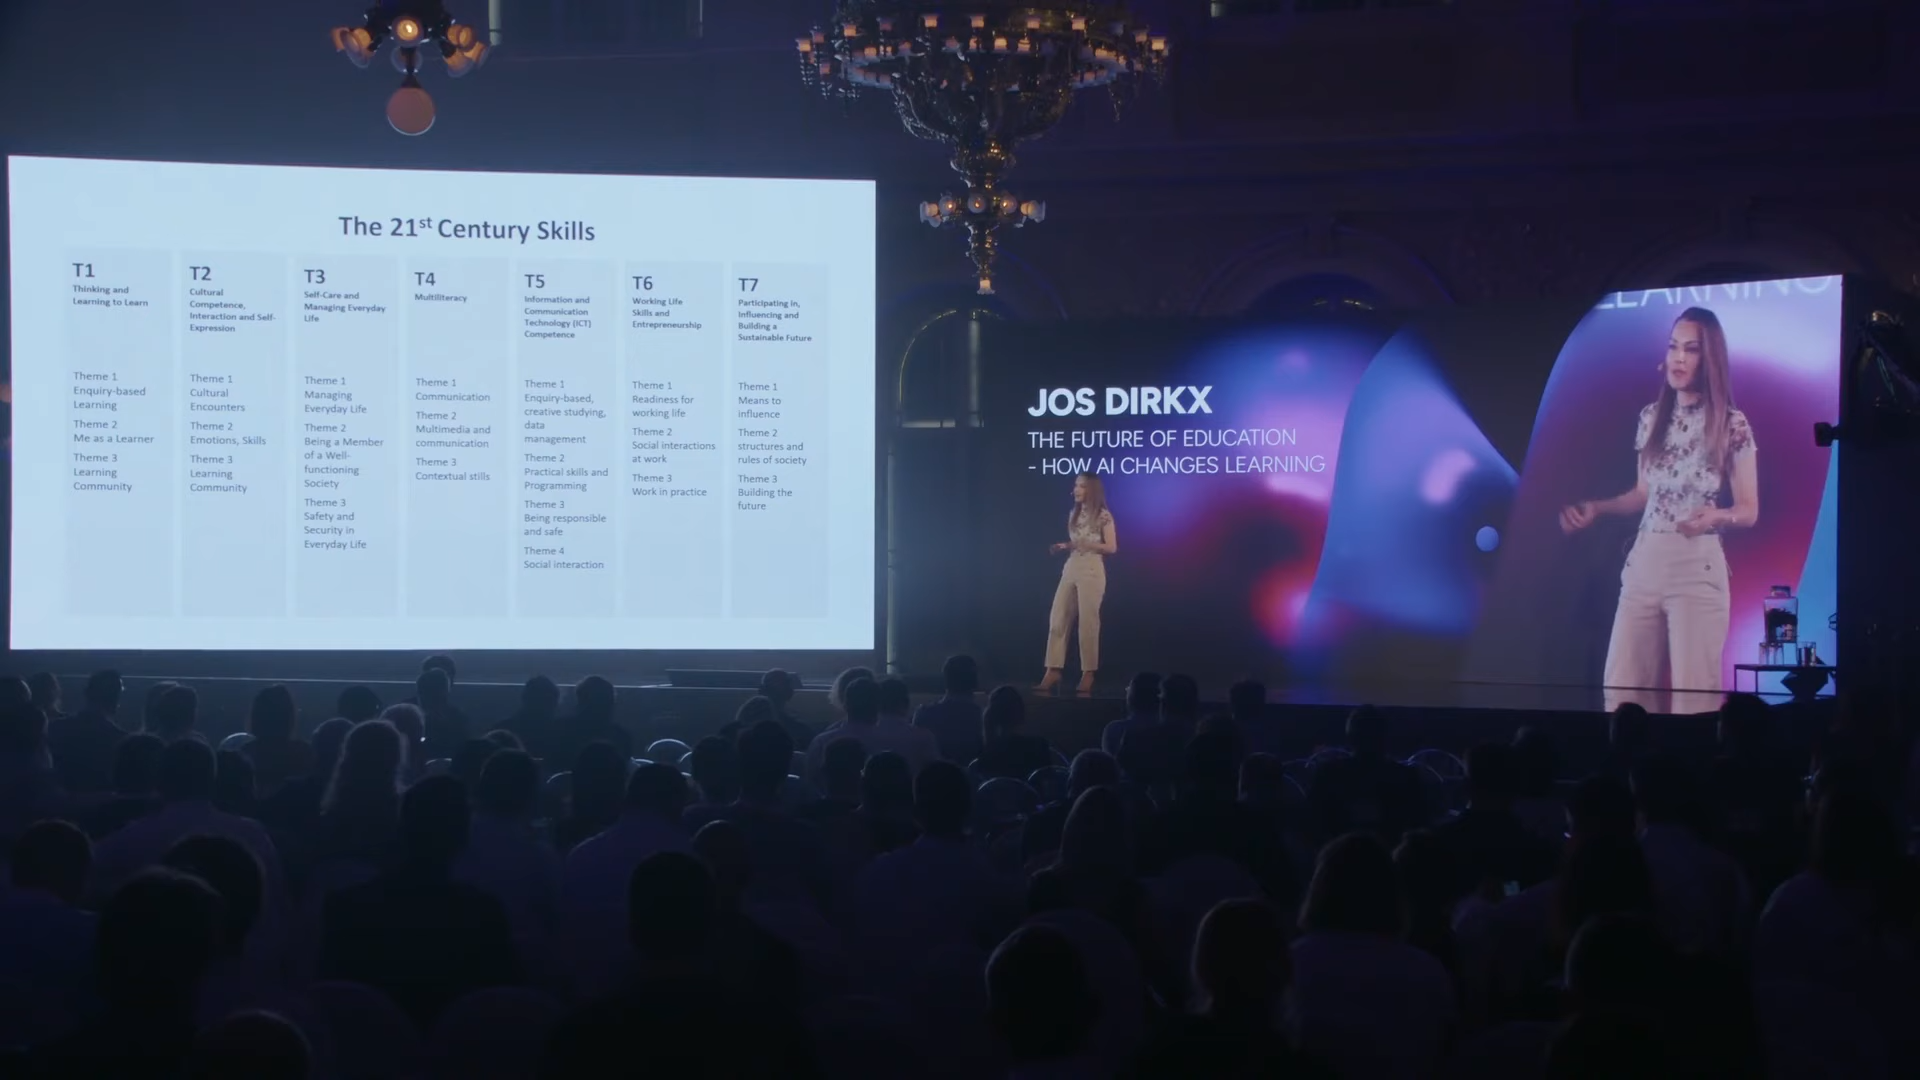 The 21st Century Skills
T1
Thinking and
Learning to Learn
Theme 1
Enquiry-based
Learning
Theme 2
Me as a Learner
Theme 3
Learning
Community
T2
Cultural
Competence,
Interaction and Self-
Expression
Theme 1
Cultural
Encounters
Theme 2
Emotions, Skills
Theme 3
Learning
Community
T3
Self-Care and
Managing Everyday
Life
Theme 1
Managing
Everyday Life
Theme 2
Being a Member
of a Well-
functioning
Society
Theme 3
Safety and
Security in
Everyday Life
T4
Multiliteracy
Theme 1
Communication
Theme 2
Multimedia and
communication
Theme 3
Contextual stills
T5
Information and
Communication
Technology (ICT)
Competence
Theme 1
Enquiry-based,
creative studying,
data
management
Theme 2
Practical skills and
Programming
Theme 3
Being responsible
and safe
Theme 4
Social interaction
T6
Working Life
Skills and
Entrepreneurship
Theme 1
Readiness for
working life
Theme 2
Social interactions
at work
Theme 3
Work in practice
T7
Participating in,
Influencing and
Building a
Sustainable Future
Theme 1
Means to
influence
Theme 2
structures and
rules of society
Theme 3
Building the
future
JOS DIRKX
THE FUTURE OF EDUCATION
- HOW AI CHANGES LEARNING
LEARNING